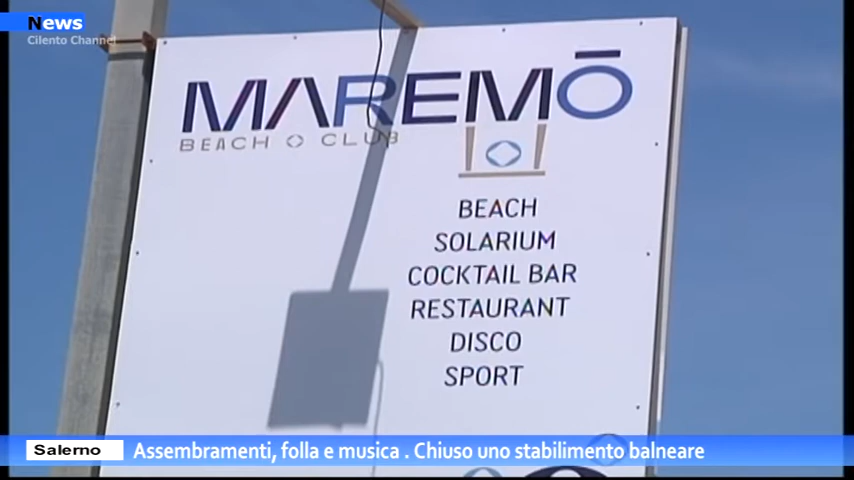 News
Cilento Channel
MAREMŌ
BEACH CLUB
BEACH
SOLARIUM
COCKTAIL BAR
RESTAURANT
DISCO
SPORT
Salerno
Assembramenti, folla e musica . Chiuso uno stabilimento balneare